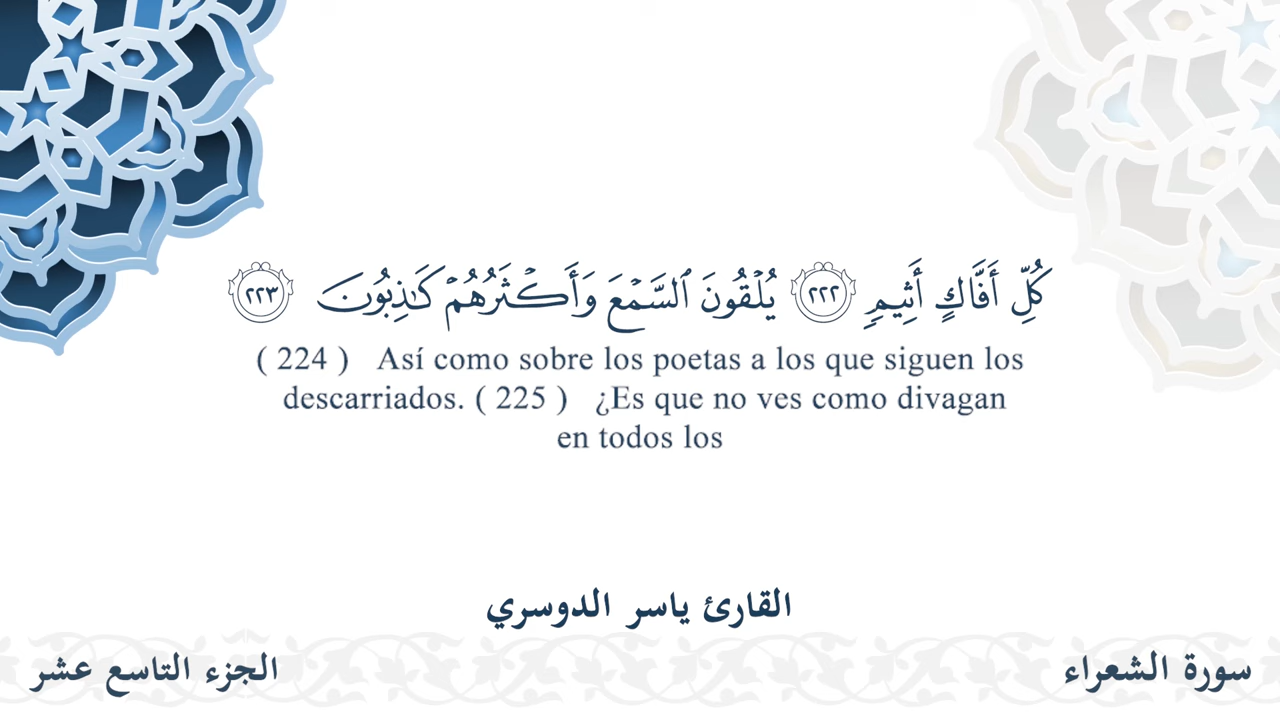 كُلِّ أَفَّاكٍ أَثِيمٖ ٢٢٢ يُلۡقُونَ ٱلسَّمۡعَ وَأَكۡثَرُهُمۡ كَٰذِبُونَ ٢٢٣
( 224 ) Así como sobre los poetas a los que siguen los
descarriados. ( 225 ) ¿Es que no ves como divagan
en todos los
القارئ ياسر الدوسري
سورة الشعراء
الجزء التاسع عشر